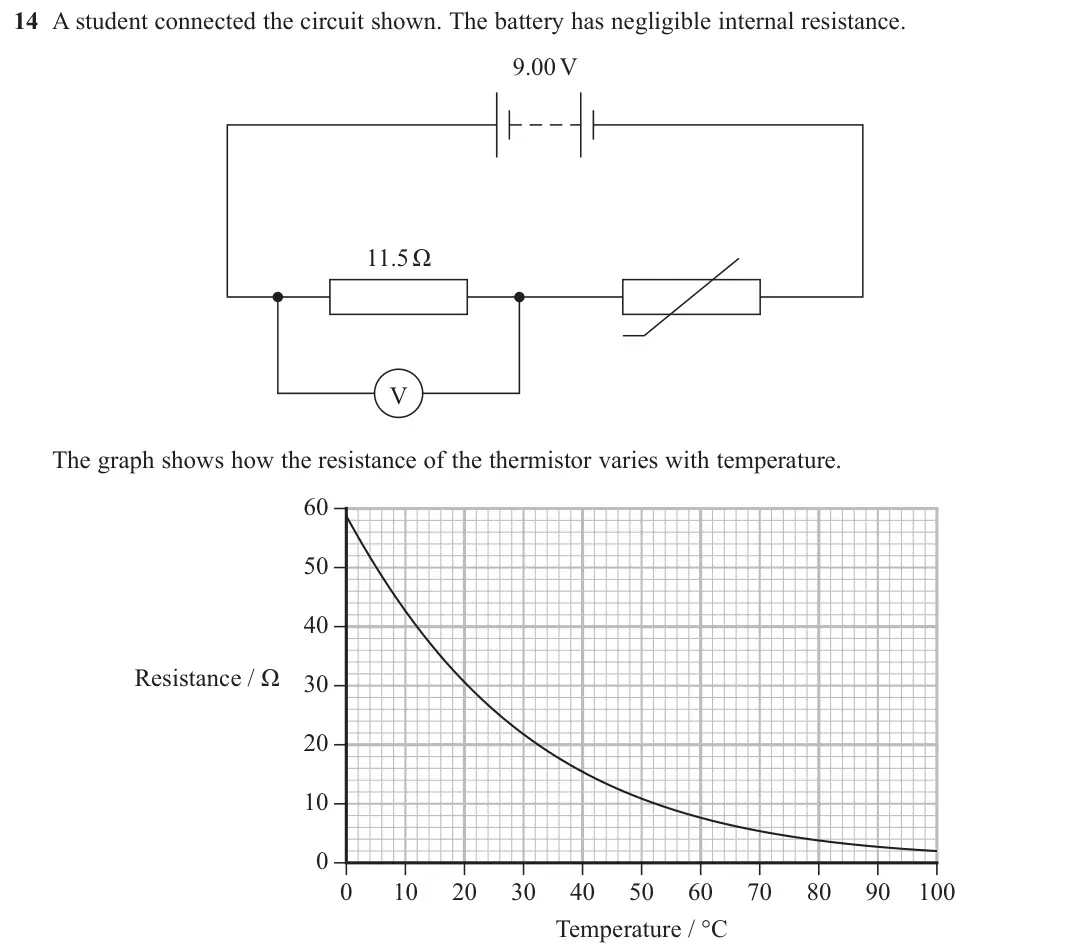 14 A student connected the circuit shown. The battery has negligible internal resistance.
9.00 V
11.5 Ω
V
The graph shows how the resistance of the thermistor varies with temperature.
60
50
40
Resistance / Ω 30
20
10
0
0 10 20 30 40 50 60 70 80 90 100
Temperature / °C